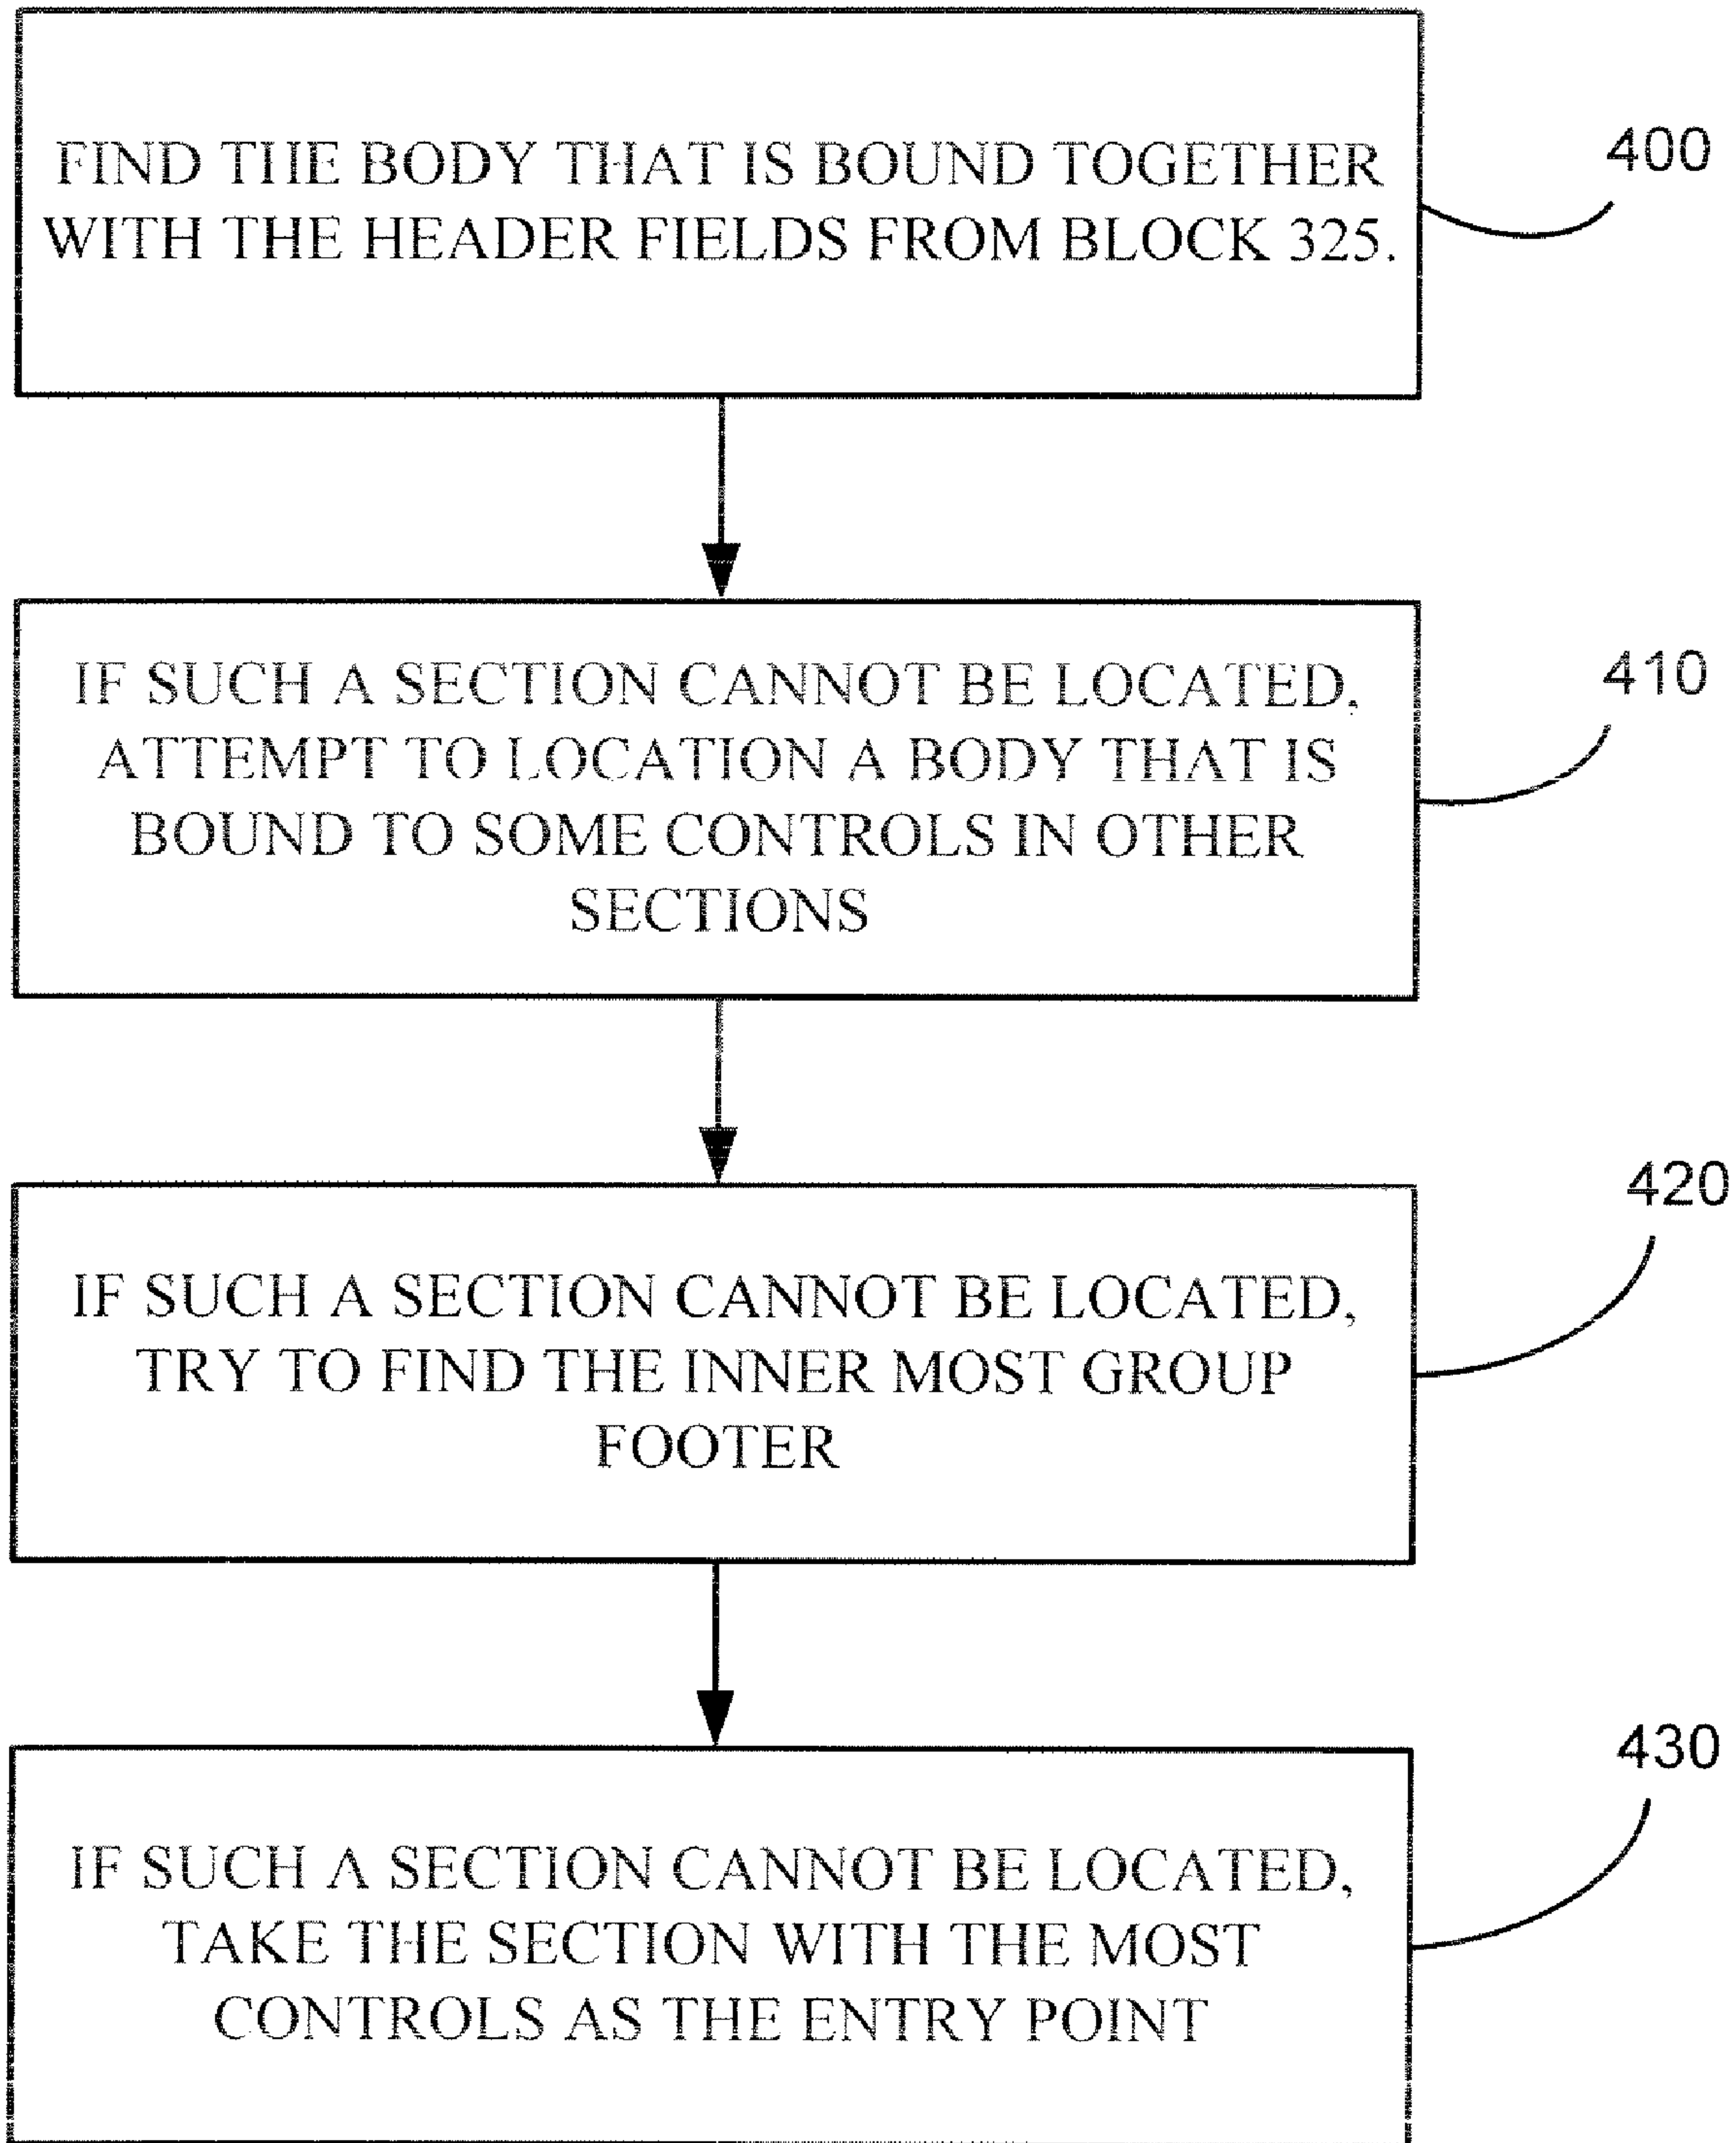 FIND THE BODY THAT IS BOUND TOGETHER
WITH THE HEADER FIELDS FROM BLOCK 325.
400
IF SUCH A SECTION CANNOT BE LOCATED,
ATTEMPT TO LOCATION A BODY THAT IS
BOUND TO SOME CONTROLS IN OTHER
SECTIONS
410
IF SUCH A SECTION CANNOT BE LOCATED,
TRY TO FIND THE INNER MOST GROUP
FOOTER
420
IF SUCH A SECTION CANNOT BE LOCATED,
TAKE THE SECTION WITH THE MOST
CONTROLS AS THE ENTRY POINT
430